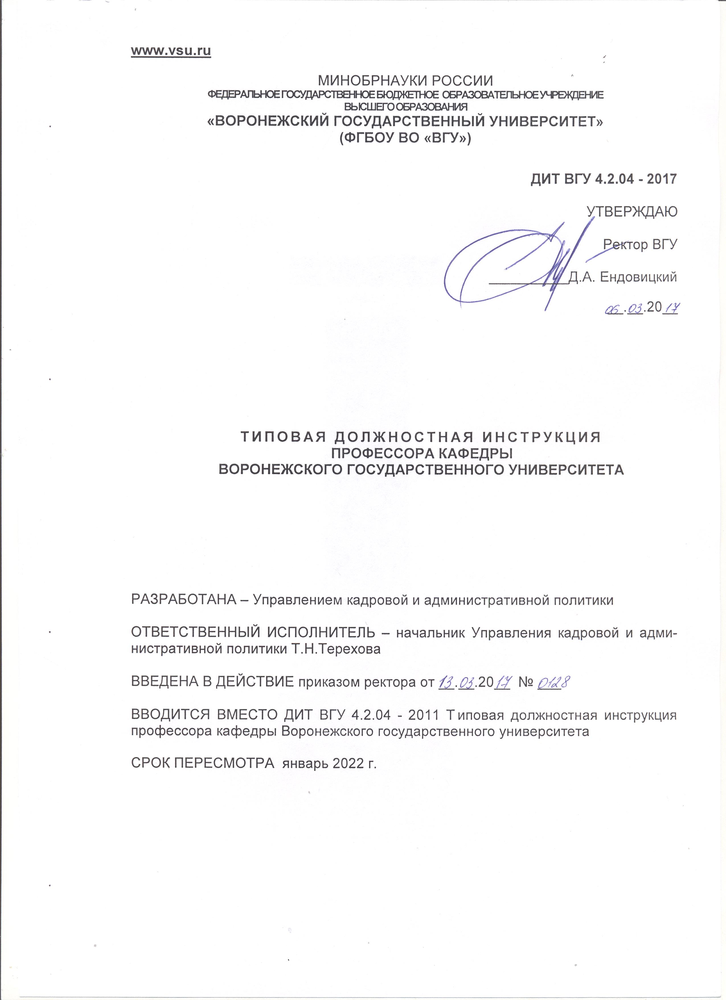 www.vsu.ru
МИНОБРНАУКИ РОССИИ
ФЕДЕРАЛЬНОЕ ГОСУДАРСТВЕННОЕ БЮДЖЕТНОЕ ОБРАЗОВАТЕЛЬНОЕ УЧРЕЖДЕНИЕ
ВЫСШЕГО ОБРАЗОВАНИЯ
«ВОРОНЕЖСКИЙ ГОСУДАРСТВЕННЫЙ УНИВЕРСИТЕТ»
(ФГБОУ ВО «ВГУ»)
ДИТ ВГУ 4.2.04 - 2017
УТВЕРЖДАЮ
Ректор ВГУ
Д.А. Ендовицкий
06.03.2017
ТИПОВАЯ ДОЛЖНОСТНАЯ ИНСТРУКЦИЯ
ПРОФЕССОРА КАФЕДРЫ
ВОРОНЕЖСКОГО ГОСУДАРСТВЕННОГО УНИВЕРСИТЕТА
РАЗРАБОТАНА – Управлением кадровой и административной политики
ОТВЕТСТВЕННЫЙ ИСПОЛНИТЕЛЬ – начальник Управления кадровой и адми-
нистративной политики Т.Н.Терехова
ВВЕДЕНА В ДЕЙСТВИЕ приказом ректора от 13.03.2017 № 0128
ВВОДИТСЯ ВМЕСТО ДИТ ВГУ 4.2.04 - 2011 Типовая должностная инструкция
профессора кафедры Воронежского государственного университета
СРОК ПЕРЕСМОТРА январь 2022 г.